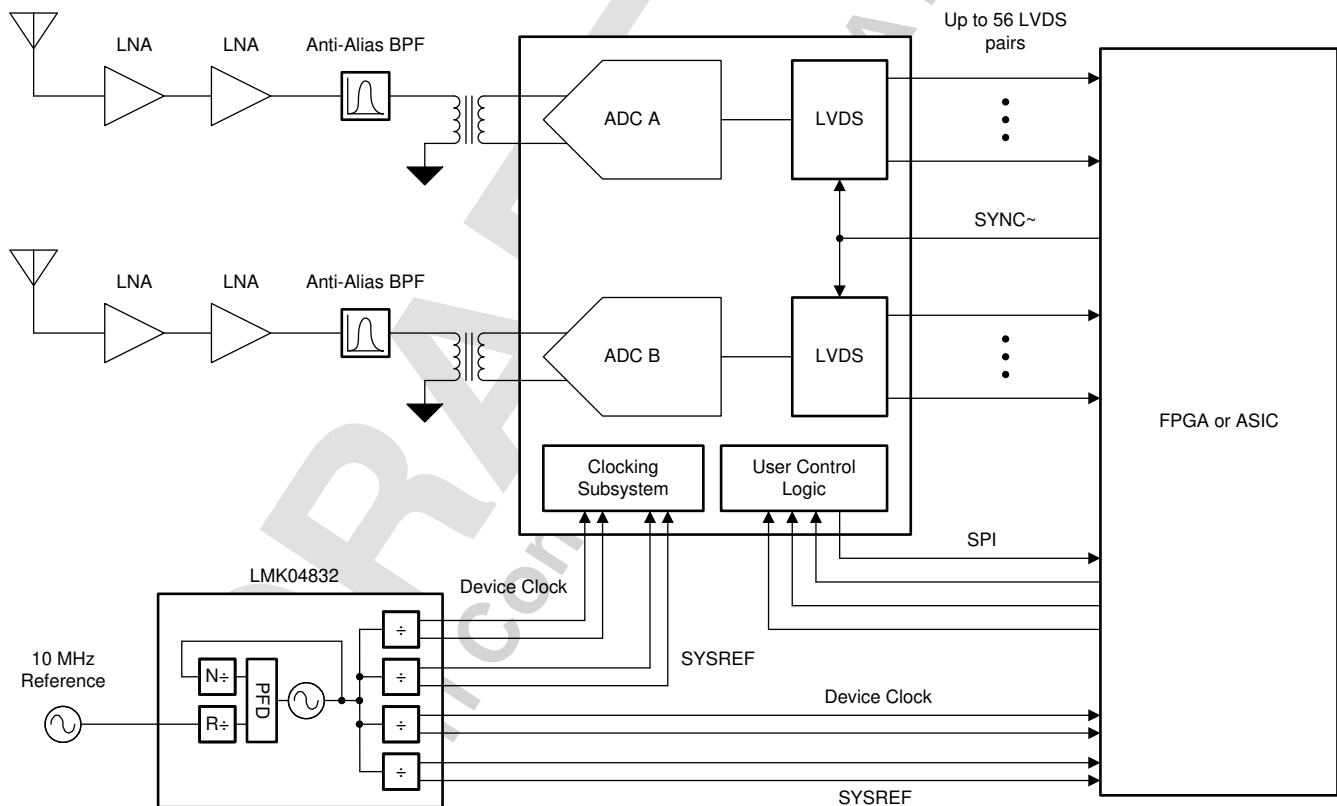 Up to 56 LVDS
pairs
LNA
LNA
Anti-Alias BPF
ADC A
LVDS
SYNC~
LNA
LNA
Anti-Alias BPF
ADC B
LVDS
FPGA or ASIC
Clocking
Subsystem
User Control
Logic
SPI
LMK04832
Device Clock
10 MHz
Reference
N÷
PFD
R÷
÷
÷
÷
÷
SYSREF
Device Clock
SYSREF